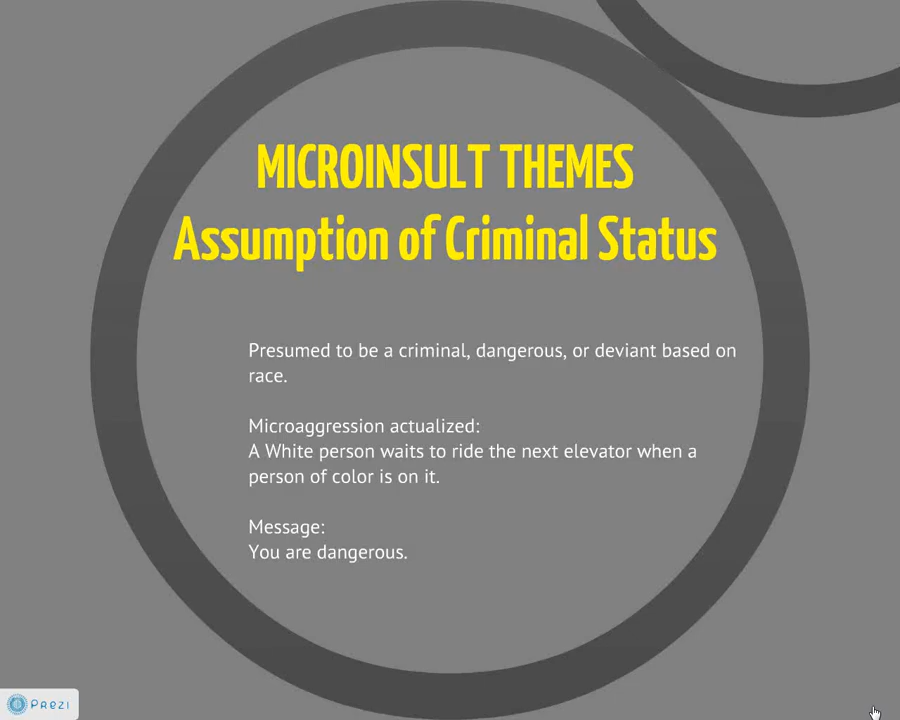 MICROINSULT THEMES
Assumption of Criminal Status
Presumed to be a criminal, dangerous, or deviant based on
race.
Microaggression actualized:
A White person waits to ride the next elevator when a
person of color is on it.
Message:
You are dangerous.
Prezi